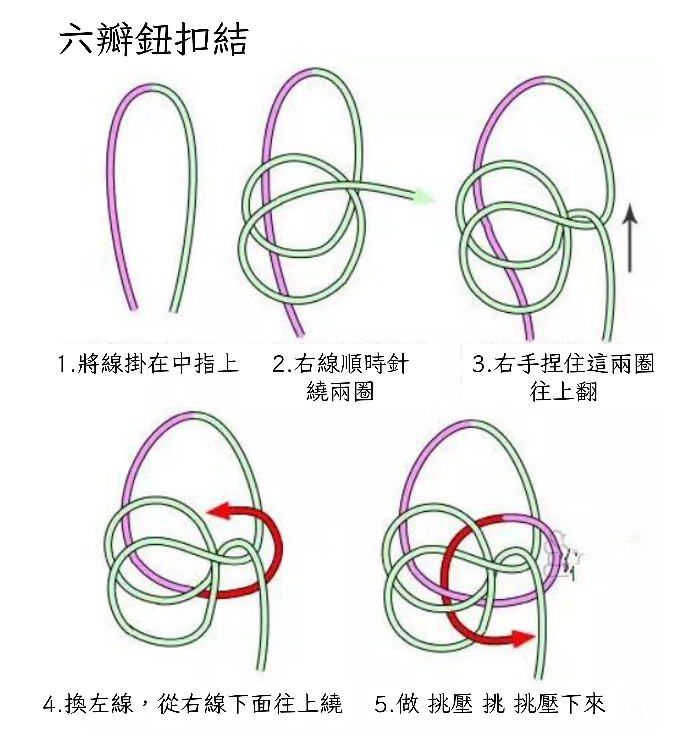 六瓣鈕扣結
1.將線掛在中指上
2.右線順時針
繞兩圈
3.右手捏住這兩圈
往上翻
4.換左線，從右線下面往上繞
5.做 挑壓 挑 挑壓下來